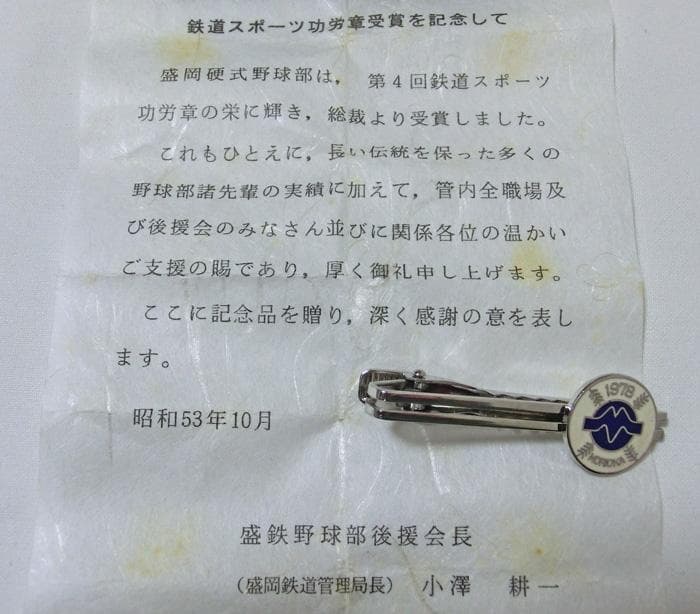 鉄道スポーツ功労章受賞を記念して
盛岡硬式野球部は，第４回鉄道スポーツ
功労章の栄に輝き，総裁より受賞しました。
これもひとえに，長い伝統を保った多くの
野球部諸先輩の実績に加えて，管内全職場及
び後援会のみなさん並びに関係各位の温かい
ご支援の賜であり，厚く御礼申し上げます。
ここに記念品を贈り，深く感謝の意を表し
ます。
昭和53年10月
1978
MORIOKA
盛鉄野球部後援会長
（盛岡鉄道管理局長）　小澤　耕一